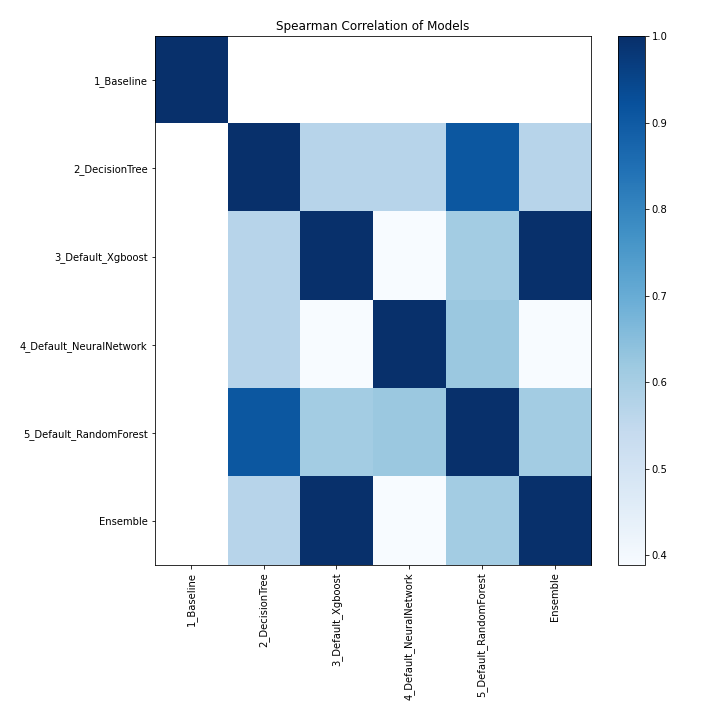 Spearman Correlation of Models
1_Baseline
2_DecisionTree
3_Default_Xgboost
4_Default_NeuralNetwork
5_Default_RandomForest
Ensemble
1_Baseline
2_DecisionTree
3_Default_Xgboost
4_Default_NeuralNetwork
5_Default_RandomForest
Ensemble
1.0
0.9
0.8
0.7
0.6
0.5
0.4